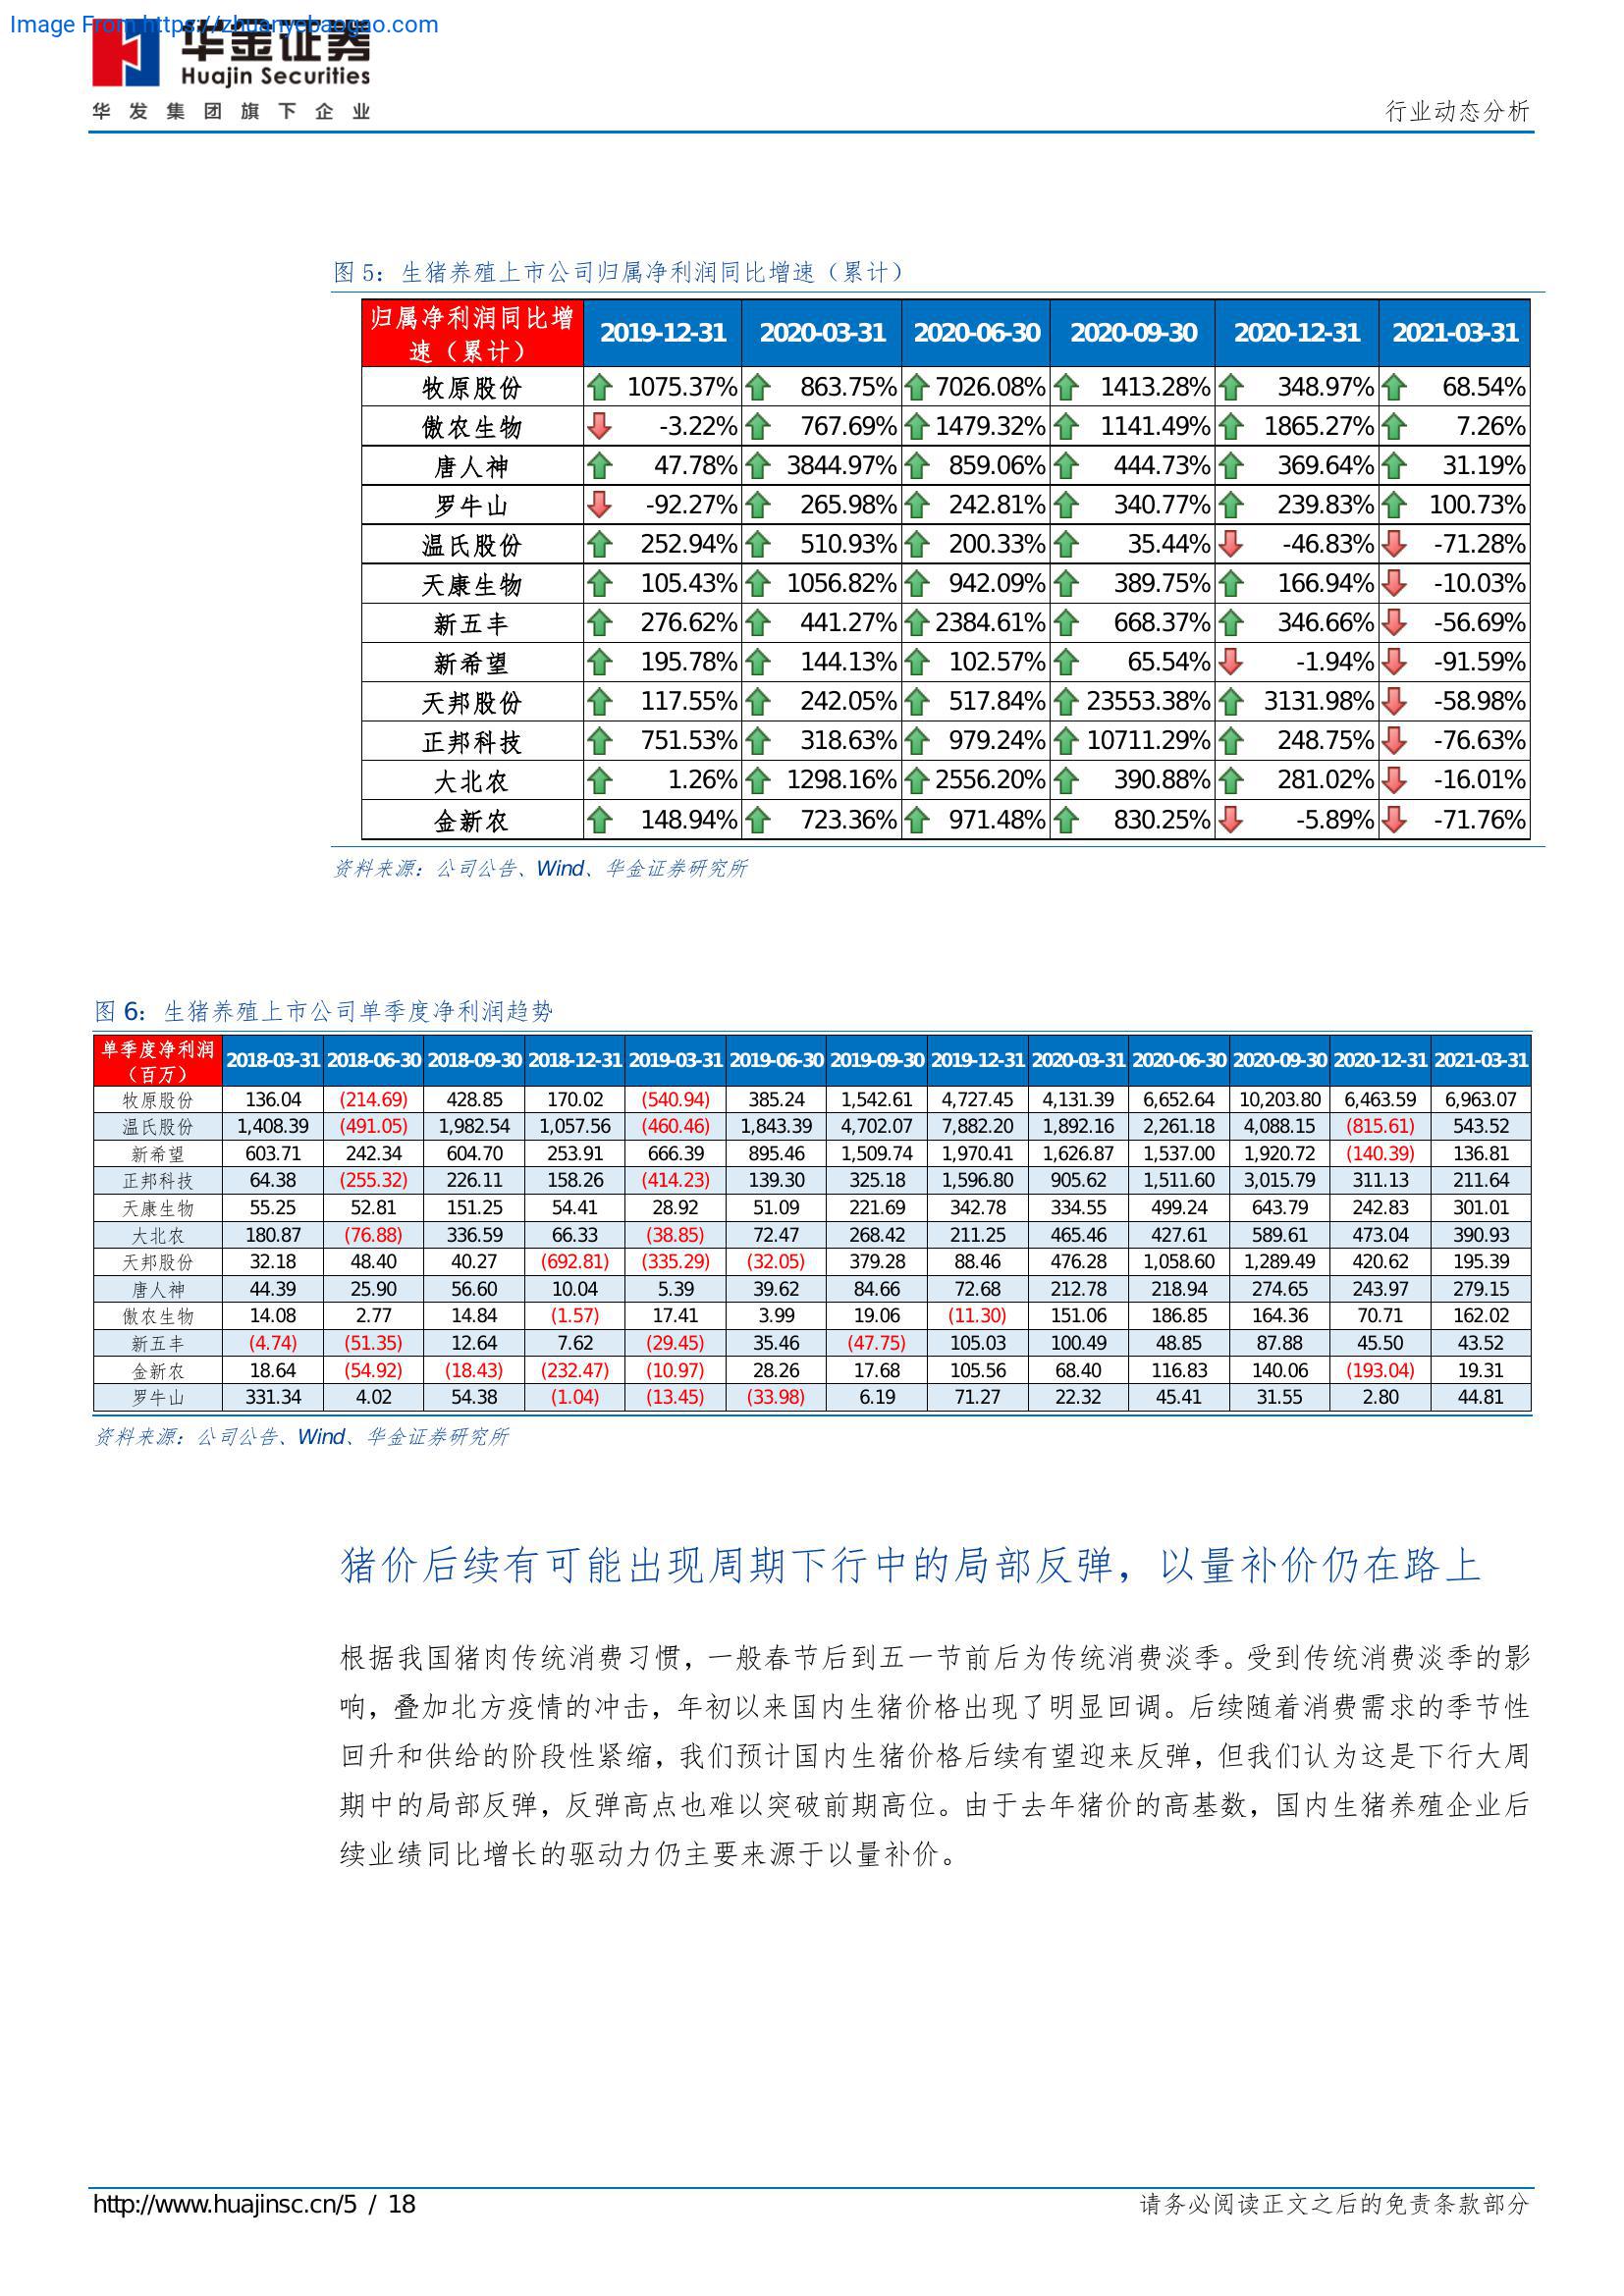 Image From https://zhuanyebaogao.com
华金证券
Huajin Securities
华发集团旗下企业
行业动态分析
图 5：生猪养殖上市公司归属净利润同比增速（累计）
归属净利润同比增速（累计） 2019-12-31 2020-03-31 2020-06-30 2020-09-30 2020-12-31 2021-03-31
牧原股份 1075.37% 863.75% 7026.08% 1413.28% 348.97% 68.54%
傲农生物 -3.22% 767.69% 1479.32% 1141.49% 1865.27% 7.26%
唐人神 47.78% 3844.97% 859.06% 444.73% 369.64% 31.19%
罗牛山 -92.27% 265.98% 242.81% 340.77% 239.83% 100.73%
温氏股份 252.94% 510.93% 200.33% 35.44% -46.83% -71.28%
天康生物 105.43% 1056.82% 942.09% 389.75% 166.94% -10.03%
新五丰 276.62% 441.27% 2384.61% 668.37% 346.66% -56.69%
新希望 195.78% 144.13% 102.57% 65.54% -1.94% -91.59%
天邦股份 117.55% 242.05% 517.84% 23553.38% 3131.98% -58.98%
正邦科技 751.53% 318.63% 979.24% 10711.29% 248.75% -76.63%
大北农 1.26% 1298.16% 2556.20% 390.88% 281.02% -16.01%
金新农 148.94% 723.36% 971.48% 830.25% -5.89% -71.76%
资料来源：公司公告、Wind、华金证券研究所
图 6：生猪养殖上市公司单季度净利润趋势
单季度净利润（百万） 2018-03-31 2018-06-30 2018-09-30 2018-12-31 2019-03-31 2019-06-30 2019-09-30 2019-12-31 2020-03-31 2020-06-30 2020-09-30 2020-12-31 2021-03-31
牧原股份 136.04 (214.69) 428.85 170.02 (540.94) 385.24 1,542.61 4,727.45 4,131.39 6,652.64 10,203.80 6,463.59 6,963.07
温氏股份 1,408.39 (491.05) 1,982.54 1,057.56 (460.46) 1,843.39 4,702.07 7,882.20 1,892.16 2,261.18 4,088.15 (815.61) 543.52
新希望 603.71 242.34 604.70 253.91 666.39 895.46 1,509.74 1,970.41 1,626.87 1,537.00 1,920.72 (140.39) 136.81
正邦科技 64.38 (255.32) 226.11 158.26 (414.23) 139.30 325.18 1,596.80 905.62 1,511.60 3,015.79 311.13 211.64
天康生物 55.25 52.81 151.25 54.41 28.92 51.09 221.69 342.78 334.55 499.24 643.79 242.83 301.01
大北农 180.87 (76.88) 336.59 66.33 (38.85) 72.47 268.42 211.25 465.46 427.61 589.61 473.04 390.93
天邦股份 32.18 48.40 40.27 (692.81) (335.29) (32.05) 379.28 88.46 476.28 1,058.60 1,289.49 420.62 195.39
唐人神 44.39 25.90 56.60 10.04 5.39 39.62 84.66 72.68 212.78 218.94 274.65 243.97 279.15
傲农生物 14.08 2.77 14.84 (1.57) 17.41 3.99 19.06 (11.30) 151.06 186.85 164.36 70.71 162.02
新五丰 (4.74) (51.35) 12.64 7.62 (29.45) 35.46 (47.75) 105.03 100.49 48.85 87.88 45.50 43.52
金新农 18.64 (54.92) (18.43) (232.47) (10.97) 28.26 17.68 105.56 68.40 116.83 140.06 (193.04) 19.31
罗牛山 331.34 4.02 54.38 (1.04) (13.45) (33.98) 6.19 71.27 22.32 45.41 31.55 2.80 44.81
资料来源：公司公告、Wind、华金证券研究所
猪价后续有可能出现周期下行中的局部反弹，以量补价仍在路上
根据我国猪肉传统消费习惯，一般春节后到五一节前后为传统消费淡季。受到传统消费淡季的影
响，叠加北方疫情的冲击，年初以来国内生猪价格出现了明显回调。后续随着消费需求的季节性
回升和供给的阶段性紧缩，我们预计国内生猪价格后续有望迎来反弹，但我们认为这是下行大周
期中的局部反弹，反弹高点也难以突破前期高位。由于去年猪价的高基数，国内生猪养殖企业后
续业绩同比增长的驱动力仍主要来源于以量补价。
http://www.huajinsc.cn/5 / 18
请务必阅读正文之后的免责条款部分